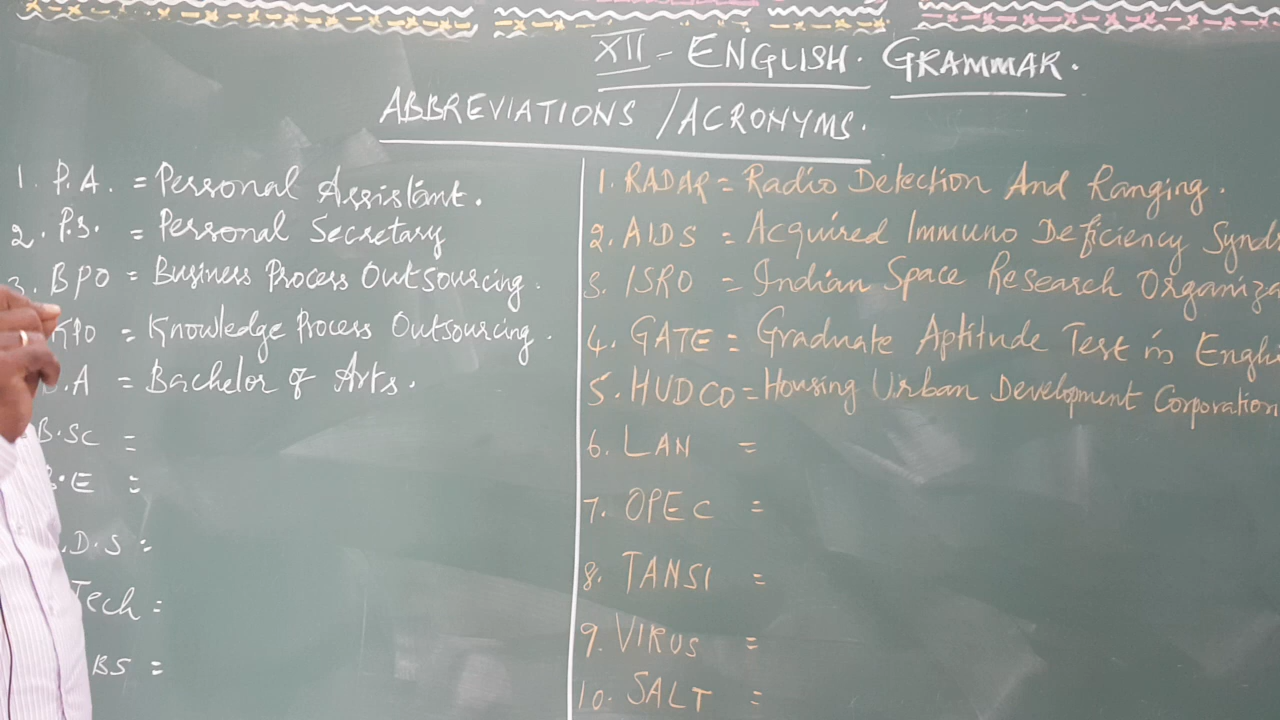 XII - ENGLISH. GRAMMAR.
ABBREVIATIONS / ACRONYMS.
1. P.A. = Personal Assistant.
2. P.S. = Personal Secretary
3. BPO = Business Process Outsourcing.
KPO = Knowledge Process Outsourcing.
.A = Bachelor of Arts.
B.SC =
B.E =
.D.S =
Tech =
BS =
1. RADAR = Radio Detection And Ranging.
2. AIDS = Acquired Immuno Deficiency Synd
3. ISRO = Indian Space Research Organiza
4. GATE = Graduate Aptitude Test in Engi
5. HUDCO = Housing Urban Development Corporation
6. LAN =
7. OPEC =
8. TANSI =
9. VIRUS =
10. SALT =